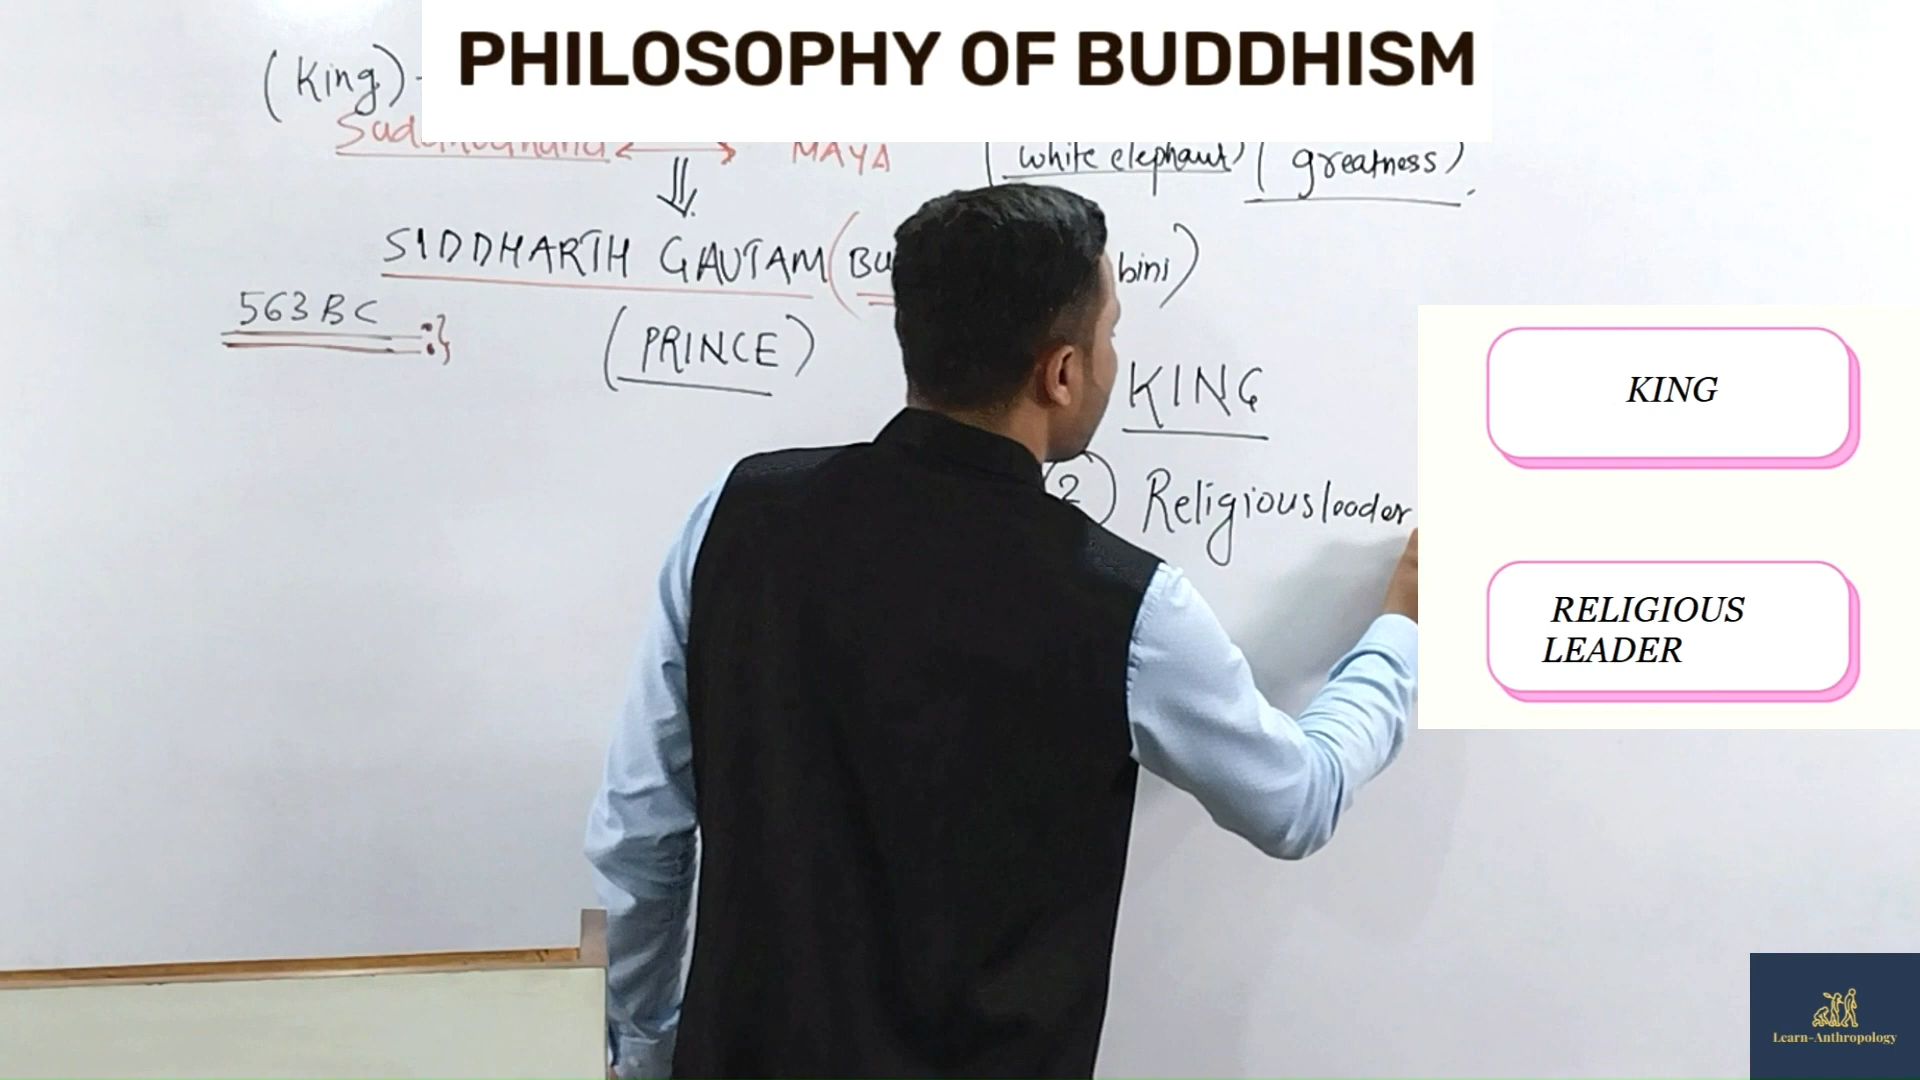 PHILOSOPHY OF BUDDHISM
(King)
MAYA
(white elephant) (greatness)
SIDDHARTH GAUTAM (BU
bini)
563 BC
(PRINCE)
KING
2 Religious leader
KING
RELIGIOUS
LEADER
Learn-Anthropology